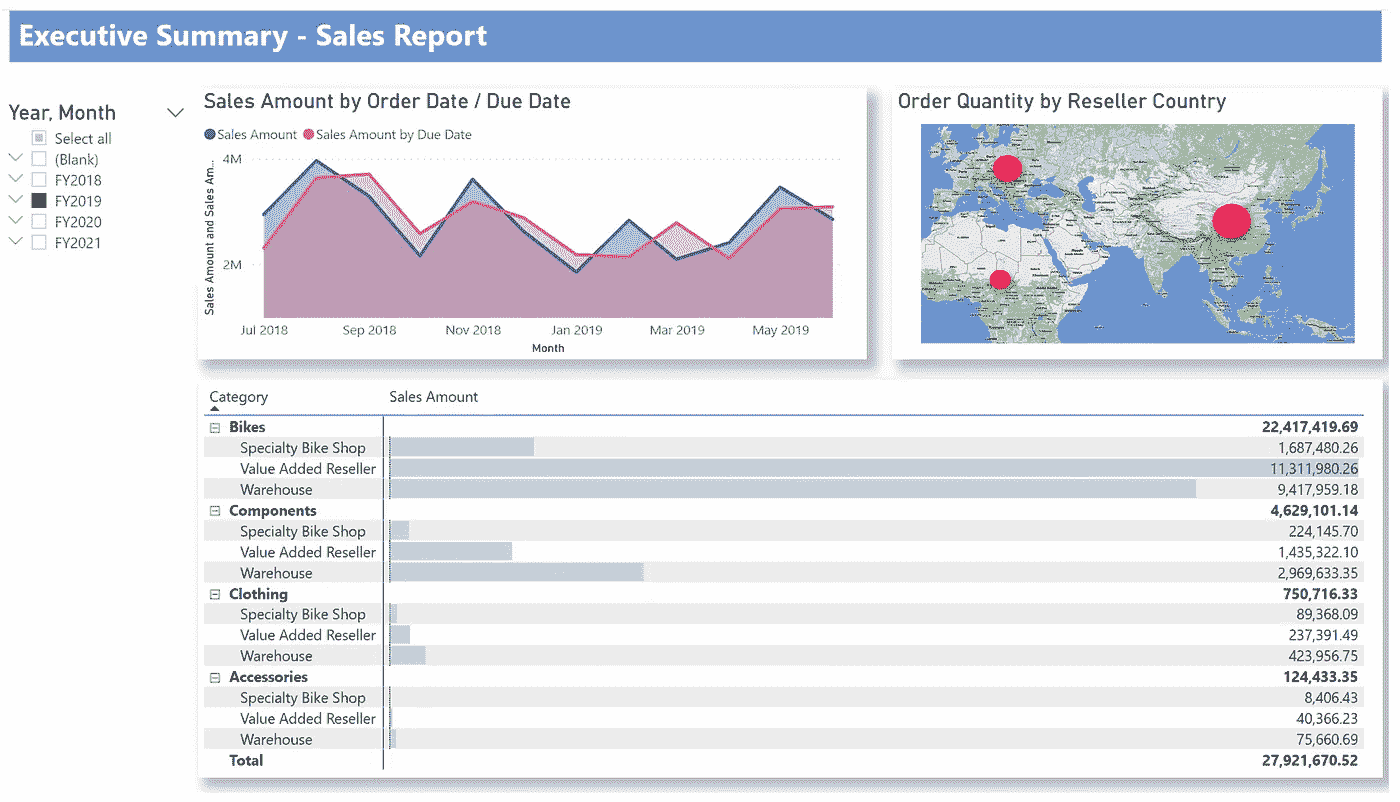 Executive Summary - Sales Report
Year, Month
Select all
(Blank)
FY2018
FY2019
FY2020
FY2021
Sales Amount by Order Date / Due Date
Sales Amount Sales Amount by Due Date
Sales Amount and Sales Am...
4M
2M
Jul 2018 Sep 2018 Nov 2018 Jan 2019 Mar 2019 May 2019
Month
Order Quantity by Reseller Country
Category Sales Amount
Bikes 22,417,419.69
Specialty Bike Shop 1,687,480.26
Value Added Reseller 11,311,980.26
Warehouse 9,417,959.18
Components 4,629,101.14
Specialty Bike Shop 224,145.70
Value Added Reseller 1,435,322.10
Warehouse 2,969,633.35
Clothing 750,716.33
Specialty Bike Shop 89,368.09
Value Added Reseller 237,391.49
Warehouse 423,956.75
Accessories 124,433.35
Specialty Bike Shop 8,406.43
Value Added Reseller 40,366.23
Warehouse 75,660.69
Total 27,921,670.52